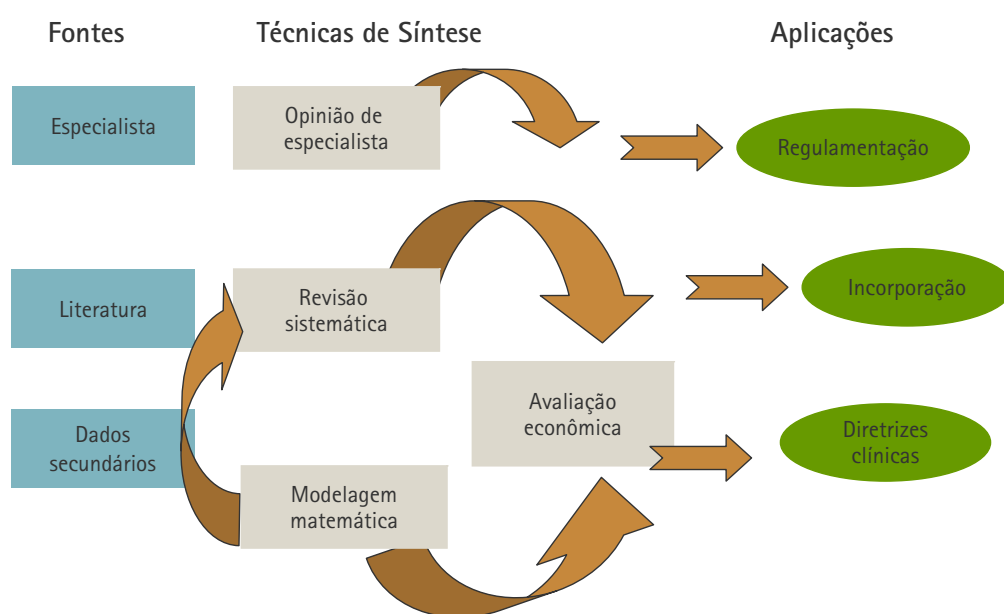 Fontes
Técnicas de Síntese
Aplicações
Especialista
Opinião de
especialista
Regulamentação
Literatura
Revisão
sistemática
Incorporação
Dados
secundários
Avaliação
econômica
Diretrizes
clínicas
Modelagem
matemática